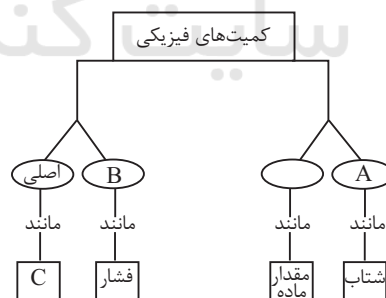 کمیت‌های فیزیکی
A
B
اصلی
مانند
مانند
مانند
مانند
شتاب
مقدار
ماده
فشار
C